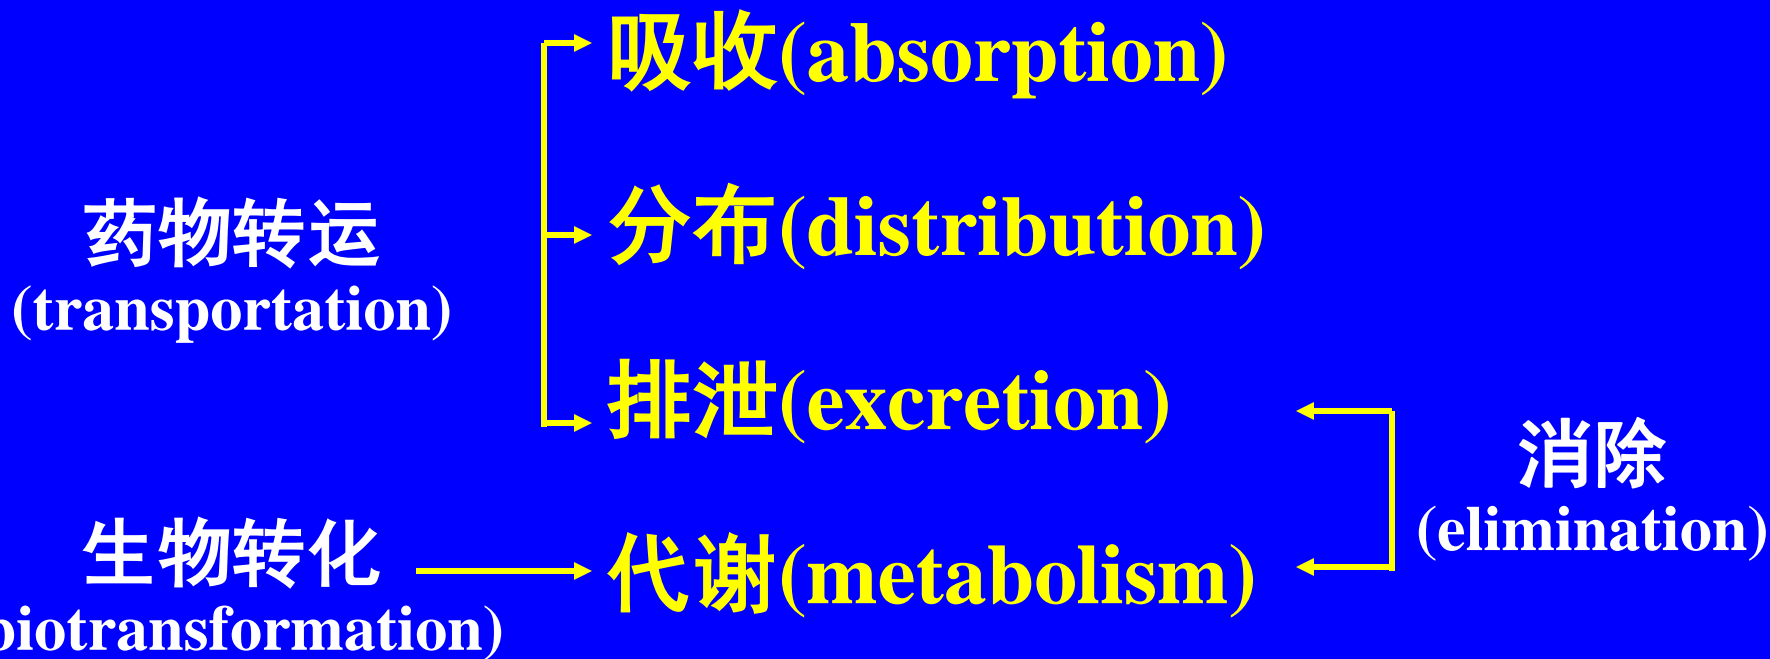 吸收(absorption)
药物转运
(transportation)
分布(distribution)
排泄(excretion)
消除
(elimination)
生物转化
代谢(metabolism)
biotransformation)